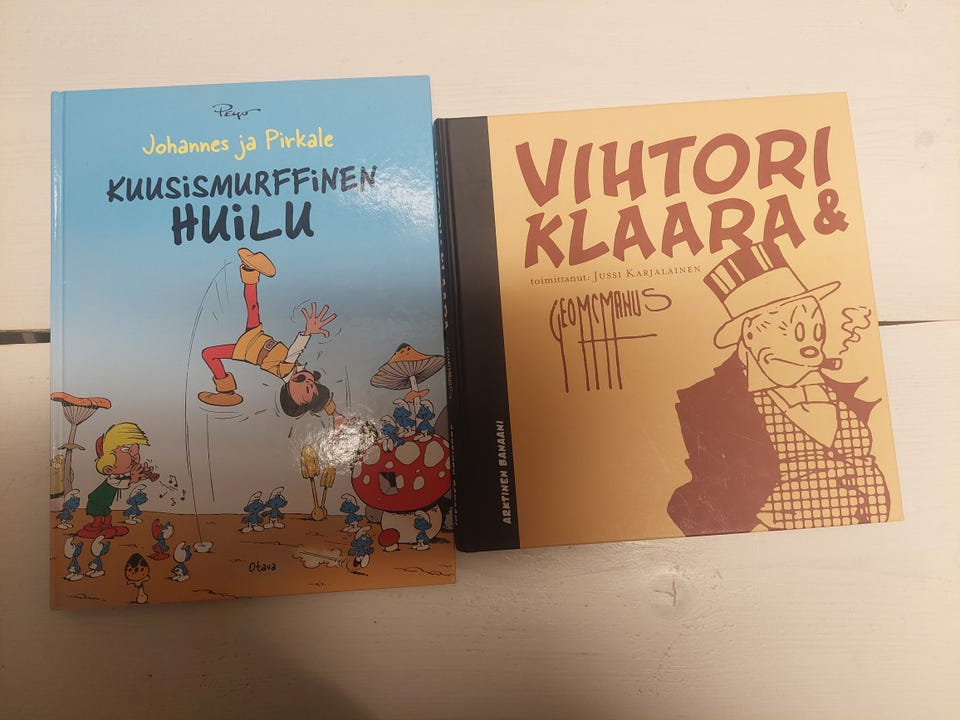 Peyo
Johannes ja Pirkale
KUUSISMURFFiNEN
HUiLU
Otava
VIHTORI
& KLAARA
toimittanut: JUSSI KARJALAINEN
GEO MCMANUS
ARKTINEN BANAANI